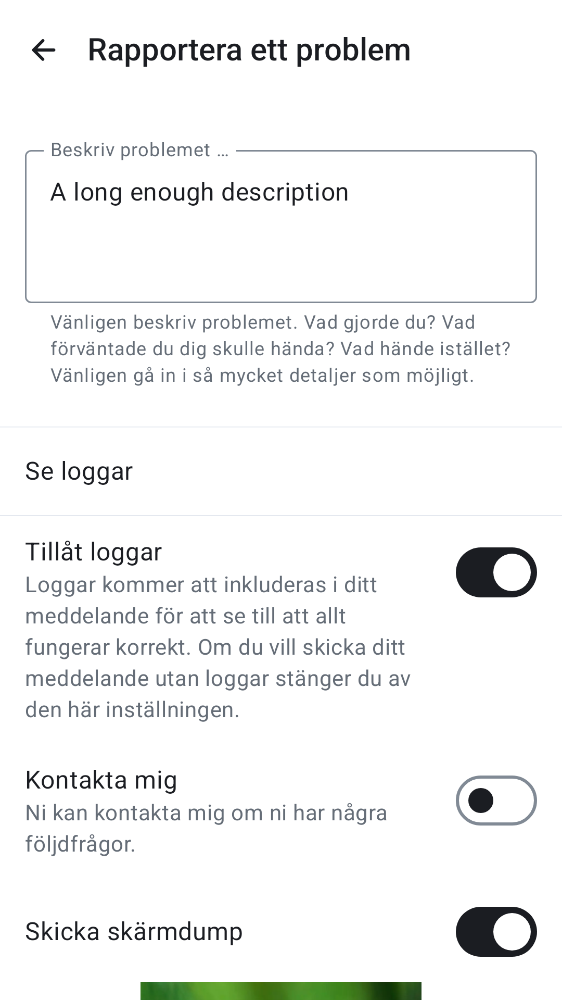 Rapportera ett problem
Beskriv problemet …
A long enough description
Vänligen beskriv problemet. Vad gjorde du? Vad
förväntade du dig skulle hända? Vad hände istället?
Vänligen gå in i så mycket detaljer som möjligt.
Se loggar
Tillåt loggar
Loggar kommer att inkluderas i ditt
meddelande för att se till att allt
fungerar korrekt. Om du vill skicka ditt
meddelande utan loggar stänger du av
den här inställningen.
Kontakta mig
Ni kan kontakta mig om ni har några
följdfrågor.
Skicka skärmdump